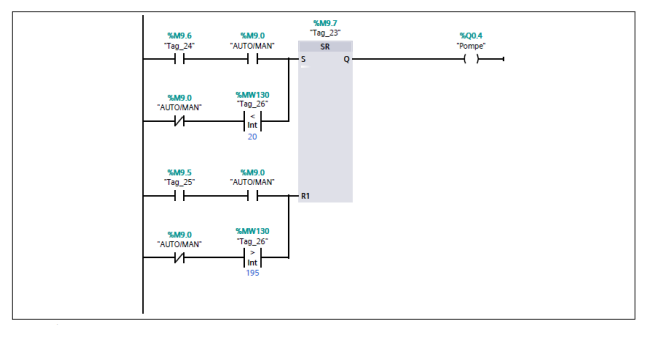 %M9.7
"Tag_23"
%M9.6 %M9.0 SR %Q0.4
"Tag_24" "AUTO/MAN" "Pompe"
S Q
%M9.0 %MW130
"AUTO/MAN" "Tag_26"
<
Int
20
%M9.5 %M9.0
"Tag_25" "AUTO/MAN"
R1
%M9.0 %MW130
"AUTO/MAN" "Tag_26"
>
Int
195